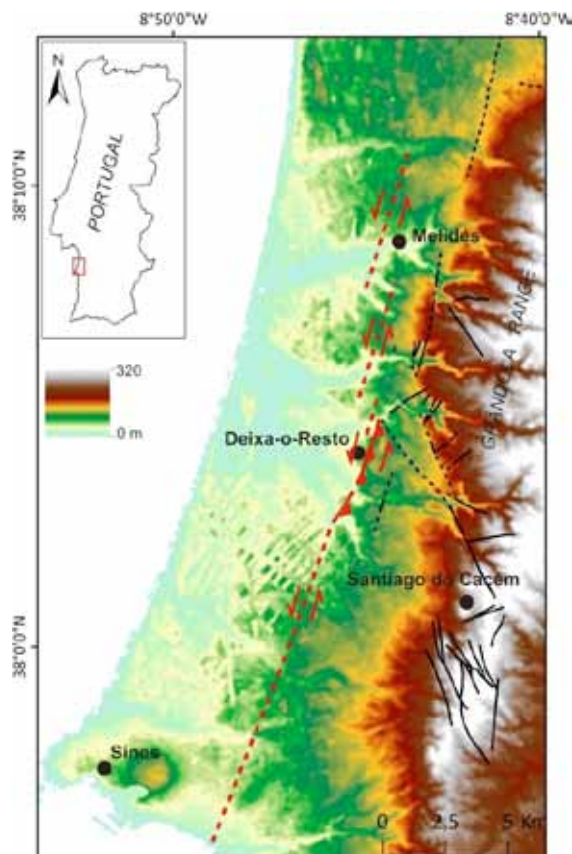 8°50'0"W
8°40'0"W
N
PORTUGAL
38°10'0"N
Melides
320
0 m
GRÂNDOLA RANGE
Deixa-o-Resto
Santiago do Cacém
38°0'0"N
Sines
0 2.5 5 Km